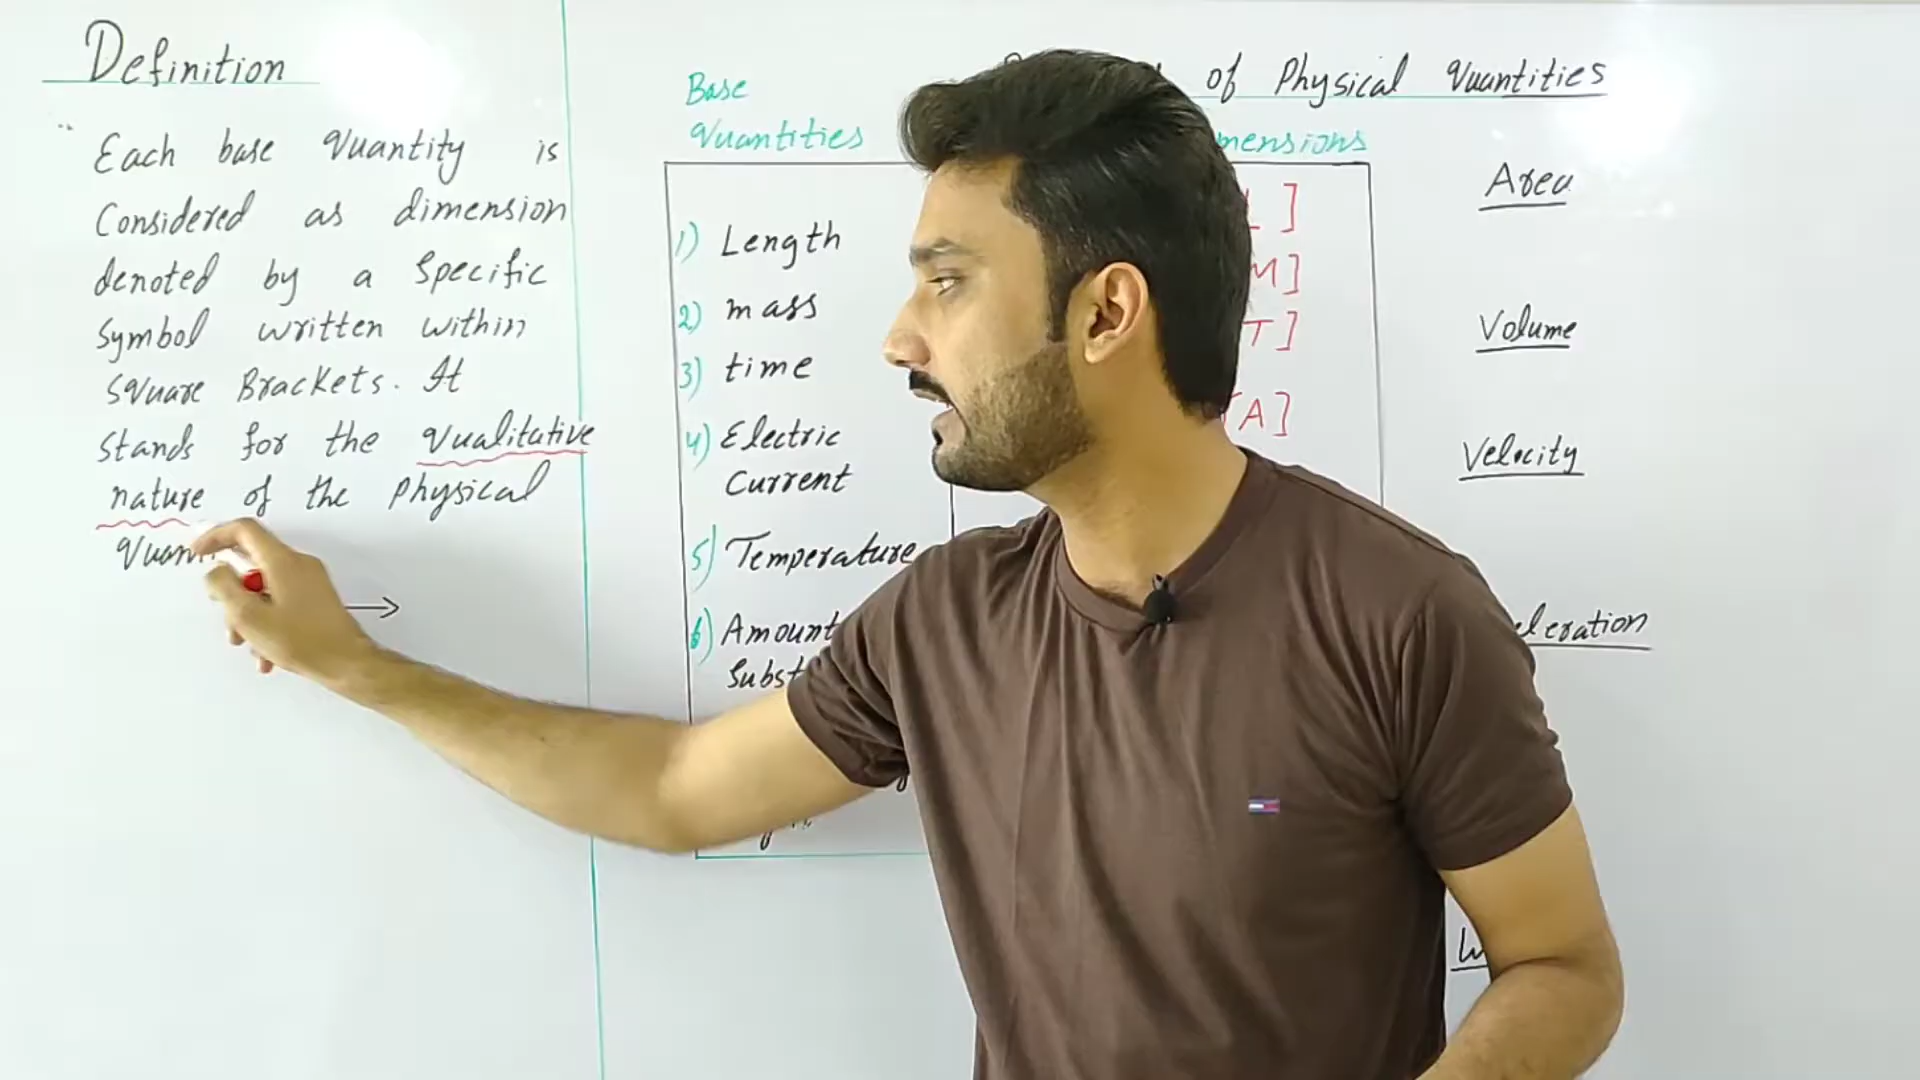 Definition
"Each base quantity is
Considered as dimension
denoted by a specific
symbol written within
square Brackets. It
stands for the qualitative
nature of the physical
Base
Quantities
1) Length
2) mass
3) time
4) Electric
Current
5) Temperature
6) Amount
of Physical Quantities
[A]
Area
Volume
Velocity